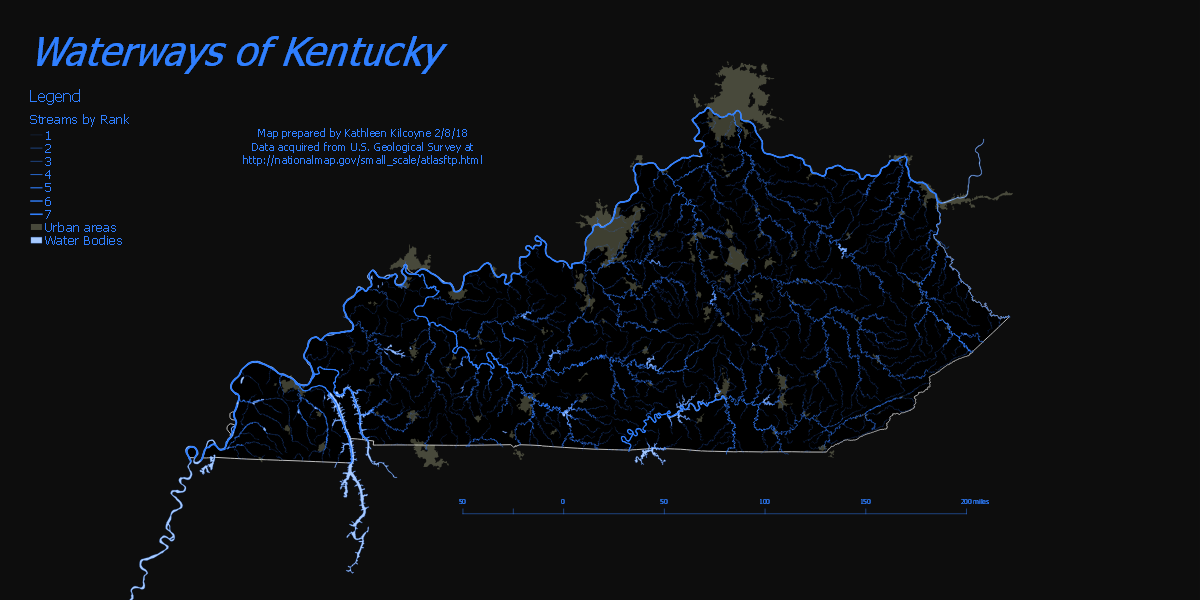 Waterways of Kentucky
Legend
Streams by Rank
1
2
3
4
5
6
7
Urban areas
Water Bodies
Map prepared by Kathleen Kilcoyne 2/8/18
Data acquired from U.S. Geological Survey at
http://nationalmap.gov/small_scale/atlasftp.html
50 0 50 100 150 200 miles